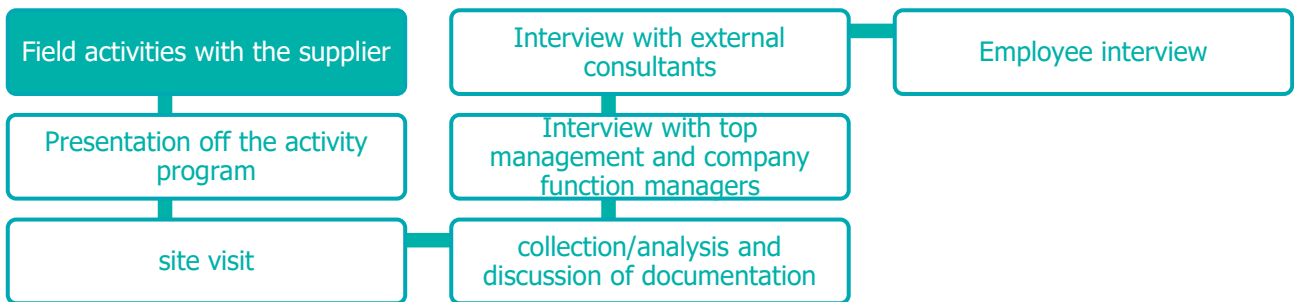 Field activities with the supplier
Presentation off the activity
program
site visit
collection/analysis and
discussion of documentation
Interview with top
management and company
function managers
Interview with external
consultants
Employee interview